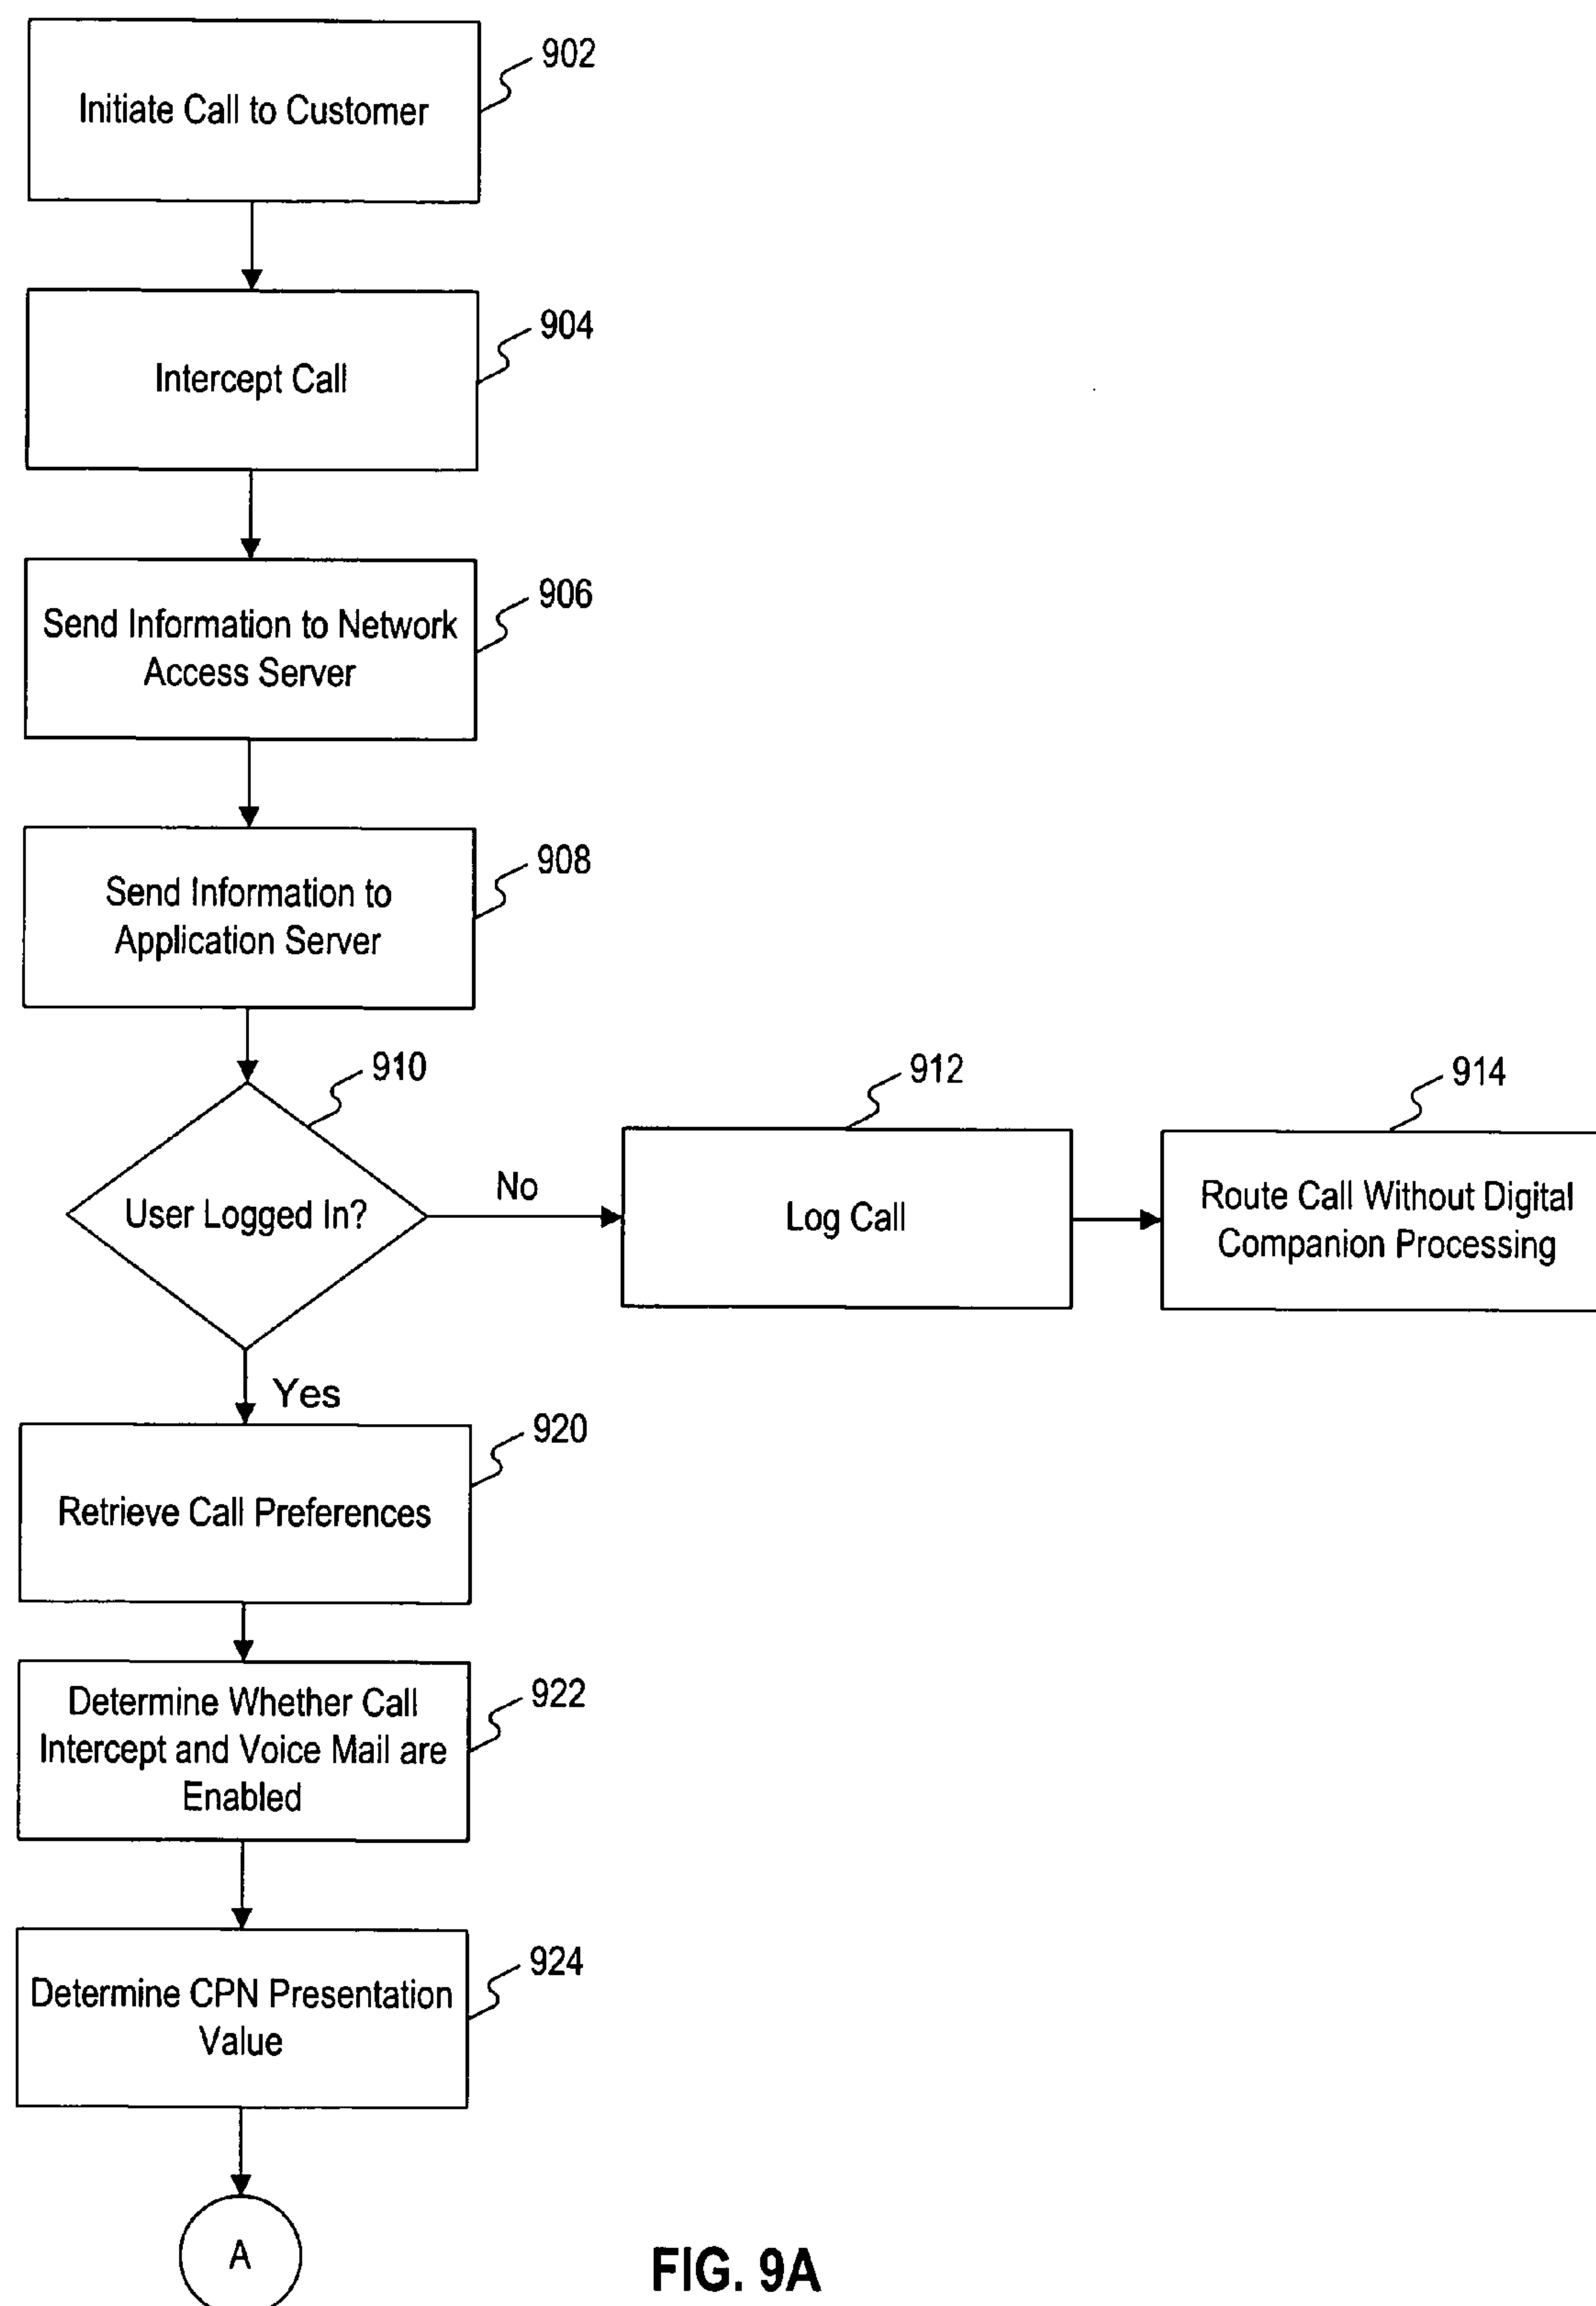 902
Initiate Call to Customer
904
Intercept Call
906
Send Information to Network
Access Server
908
Send Information to
Application Server
910
User Logged In?
No
912
Log Call
914
Route Call Without Digital
Companion Processing
Yes
920
Retrieve Call Preferences
922
Determine Whether Call
Intercept and Voice Mail are
Enabled
924
Determine CPN Presentation
Value
A
FIG. 9A